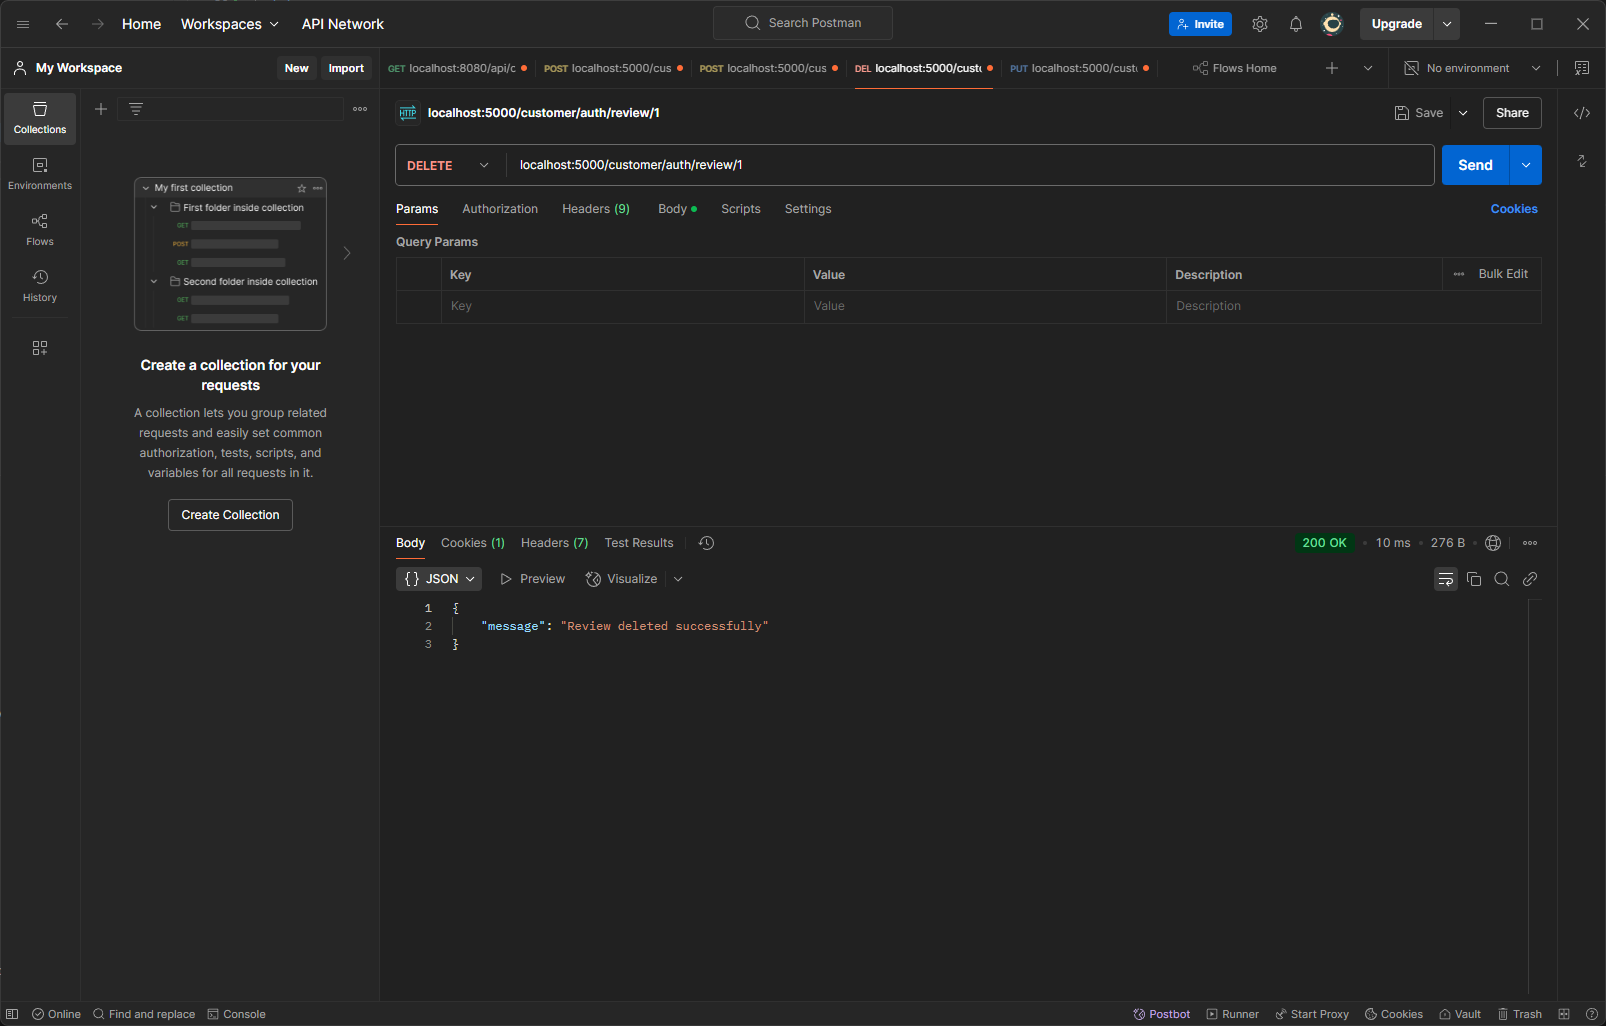 Home
Workspaces
API Network
Search Postman
Invite
Upgrade
My Workspace
New
Import
GET localhost:8080/api/c
POST localhost:5000/cus
POST localhost:5000/cus
DEL localhost:5000/cust
PUT localhost:5000/cust
Flows Home
No environment
Collections
Environments
Flows
History
My first collection
First folder inside collection
GET
POST
GET
Second folder inside collection
GET
GET
Create a collection for your
requests
A collection lets you group related
requests and easily set common
authorization, tests, scripts, and
variables for all requests in it.
Create Collection
HTTP localhost:5000/customer/auth/review/1
Save
Share
DELETE
localhost:5000/customer/auth/review/1
Send
Params
Authorization
Headers (9)
Body
Scripts
Settings
Cookies
Query Params
Key
Value
Description
Bulk Edit
Key
Value
Description
Body
Cookies (1)
Headers (7)
Test Results
200 OK
10 ms
276 B
{} JSON
Preview
Visualize
1 {
2 "message": "Review deleted successfully"
3 }
Online
Find and replace
Console
Postbot
Runner
Start Proxy
Cookies
Vault
Trash